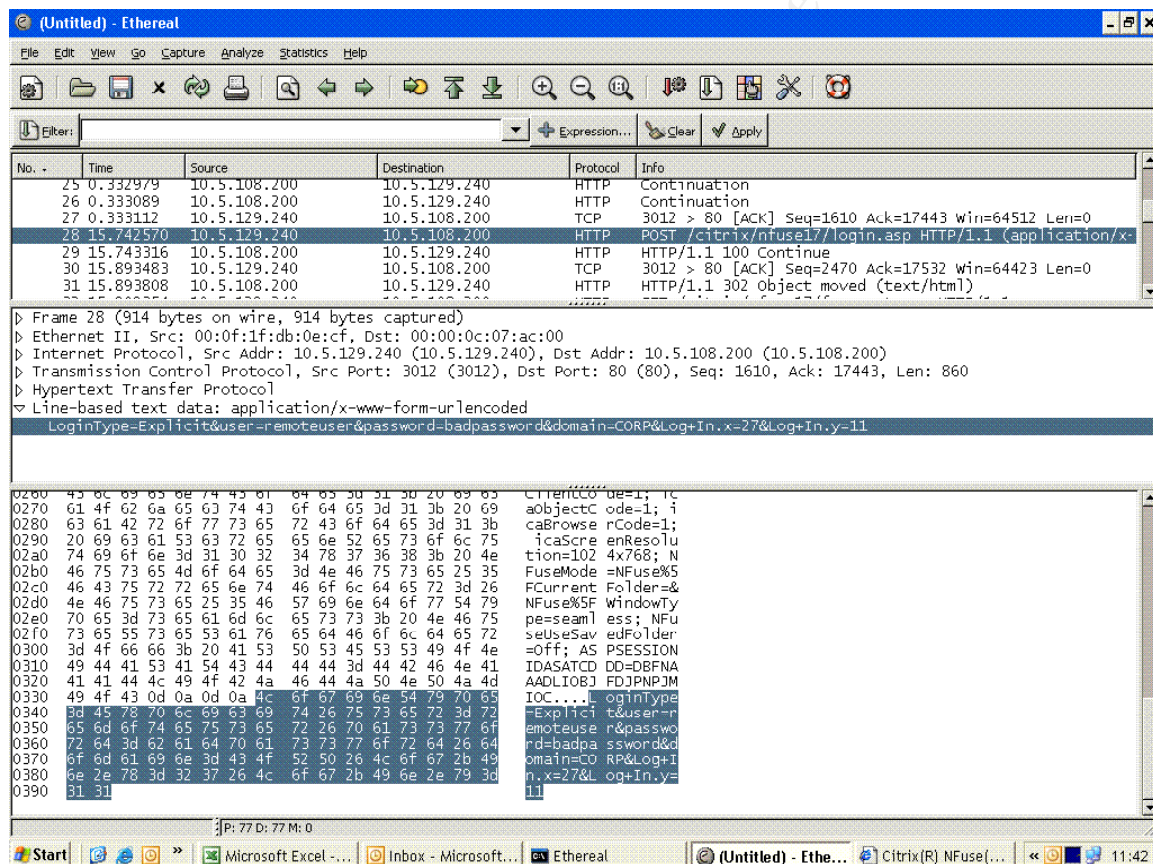 (Untitled) - Ethereal
File Edit View Go Capture Analyze Statistics Help
Filter: Expression... Clear Apply
No. - Time Source Destination Protocol Info
25 0.332979 10.5.108.200 10.5.129.240 HTTP Continuation
26 0.333089 10.5.108.200 10.5.129.240 HTTP Continuation
27 0.333112 10.5.129.240 10.5.108.200 TCP 3012 > 80 [ACK] Seq=1610 Ack=17443 Win=64512 Len=0
28 15.742570 10.5.129.240 10.5.108.200 HTTP POST /citrix/nfuse17/login.asp HTTP/1.1 (application/x-
29 15.743316 10.5.108.200 10.5.129.240 HTTP HTTP/1.1 100 Continue
30 15.893483 10.5.129.240 10.5.108.200 TCP 3012 > 80 [ACK] Seq=2470 Ack=17532 Win=64423 Len=0
31 15.893808 10.5.108.200 10.5.129.240 HTTP HTTP/1.1 302 Object moved (text/html)
Frame 28 (914 bytes on wire, 914 bytes captured)
Ethernet II, Src: 00:0f:1f:db:0e:cf, Dst: 00:00:0c:07:ac:00
Internet Protocol, Src Addr: 10.5.129.240 (10.5.129.240), Dst Addr: 10.5.108.200 (10.5.108.200)
Transmission Control Protocol, Src Port: 3012 (3012), Dst Port: 80 (80), Seq: 1610, Ack: 17443, Len: 860
Hypertext Transfer Protocol
Line-based text data: application/x-www-form-urlencoded
LoginType=Explicit&user=remoteuser&password=badpassword&domain=CORP&Log+In.x=27&Log+In.y=11
0260 43 6c 69 65 6e 74 43 6f 64 65 3d 31 3b 20 69 63 ClientCo de=1; ic
0270 61 4f 62 6a 65 63 74 43 6f 64 65 3d 31 3b 20 69 aObjectC ode=1; i
0280 63 61 42 72 6f 77 73 65 72 43 6f 64 65 3d 31 3b caBrowse rCode=1;
0290 20 69 63 61 53 63 72 65 65 6e 52 65 73 6f 6c 75 icaScre enResolu
02a0 74 69 6f 6e 3d 31 30 32 34 78 37 36 38 3b 20 4e tion=102 4x768; N
02b0 46 75 73 65 4d 6f 64 65 3d 4e 46 75 73 65 25 35 FuseMode =NFuse%5
02c0 46 43 75 72 72 65 6e 74 46 6f 6c 64 65 72 3d 26 FCurrent Folder=&
02d0 4e 46 75 73 65 25 35 46 57 69 6e 64 6f 77 54 79 NFuse%5F WindowTy
02e0 70 65 3d 73 65 61 6d 6c 65 73 73 3b 20 4e 46 75 pe=seaml ess; NFu
02f0 73 65 55 73 65 53 61 76 65 64 46 6f 6c 64 65 72 seUseSav edFolder
0300 3d 4f 66 66 3b 20 41 53 50 53 45 53 53 49 4f 4e =Off; AS PSESSION
0310 49 44 41 53 41 54 43 44 44 44 3d 44 42 46 4e 41 IDASATCD DD=DBFNA
0320 41 41 44 4c 49 4f 42 4a 46 44 4a 50 4e 50 4a 4d AADLIOBJ FDJPNPJM
0330 49 4f 43 0d 0a 0d 0a 4c 6f 67 69 6e 54 79 70 65 IOC....L oginType
0340 3d 45 78 70 6c 69 63 69 74 26 75 73 65 72 3d 72 =Explici t&user=r
0350 65 6d 6f 74 65 75 73 65 72 26 70 61 73 73 77 6f emoteuse r&passwo
0360 72 64 3d 62 61 64 70 61 73 73 77 6f 72 64 26 64 rd=badpa ssword&d
0370 6f 6d 61 69 6e 3d 43 4f 52 50 26 4c 6f 67 2b 49 omain=CO RP&Log+I
0380 6e 2e 78 3d 32 37 26 4c 6f 67 2b 49 6e 2e 79 3d n.x=27&L og+In.y=
0390 31 31 11
P: 77 D: 77 M: 0
Start » Microsoft Excel -... Inbox - Microsoft... Ethereal (Untitled) - Ethe... Citrix(R) NFuse(... « 11:42